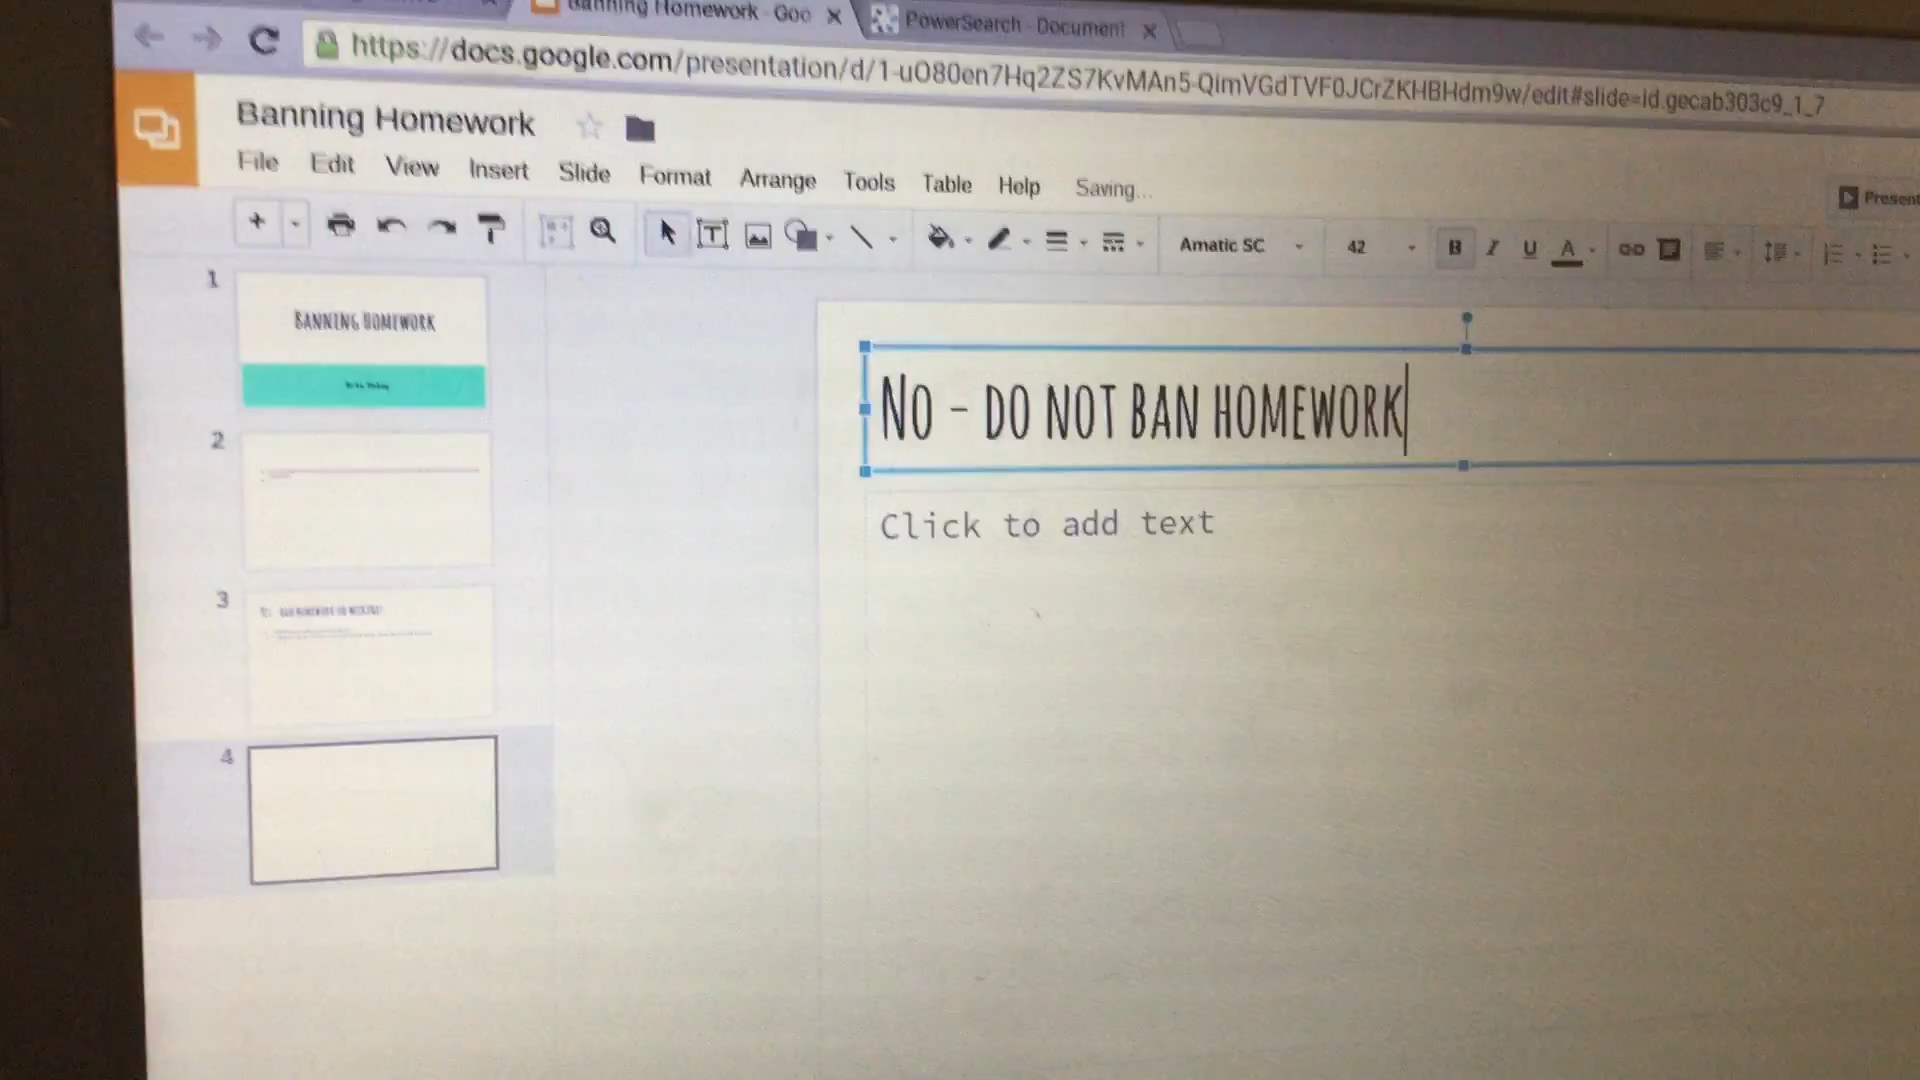 Banning Homework - Goo
PowerSearch - Document
https://docs.google.com/presentation/d/1-uO80en7Hq2ZS7KvMAn5-QimVGdTVF0JCrZKHBHdm9w/edit#slide=id.gecab303c9_1_7
Banning Homework
File Edit View Insert Slide Format Arrange Tools Table Help Saving...
Present
Amatic SC 42 B I U A
1
BANNING HOMEWORK
2
3
4
NO - DO NOT BAN HOMEWORK
Click to add text